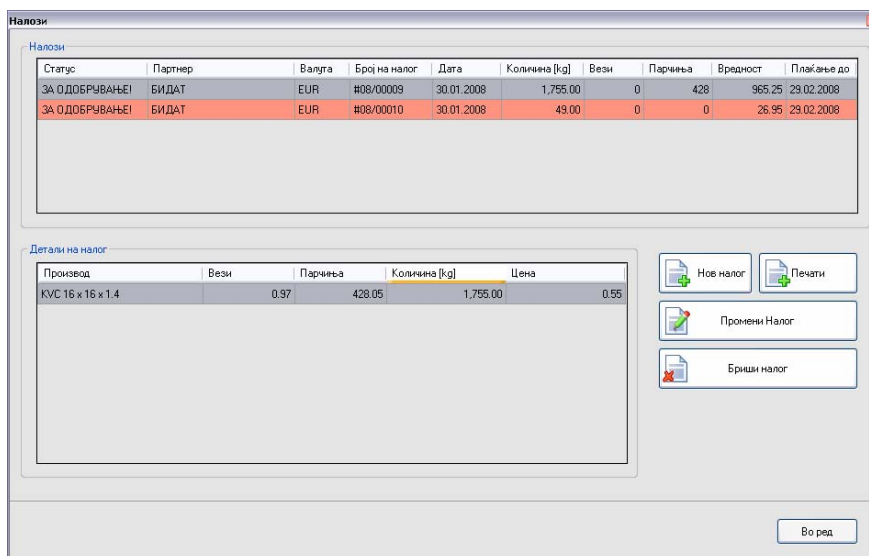 Налози
Налози
Статус Партнер Валута Број на налог Дата Количина [kg] Вези Парчиња Вредност Плаќање до
ЗА ОДОБРУВАЊЕ! БИДАТ EUR #08/00009 30.01.2008 1,755.00 0 428 965.25 29.02.2008
ЗА ОДОБРУВАЊЕ! БИДАТ EUR #08/00010 30.01.2008 49.00 0 0 26.95 29.02.2008
Детали на налог
Производ Вези Парчиња Количина [kg] Цена
KVC 16 x 16 x 1.4 0.97 428.05 1,755.00 0.55
Нов налог Печати
Промени Налог
Бриши налог
Во ред